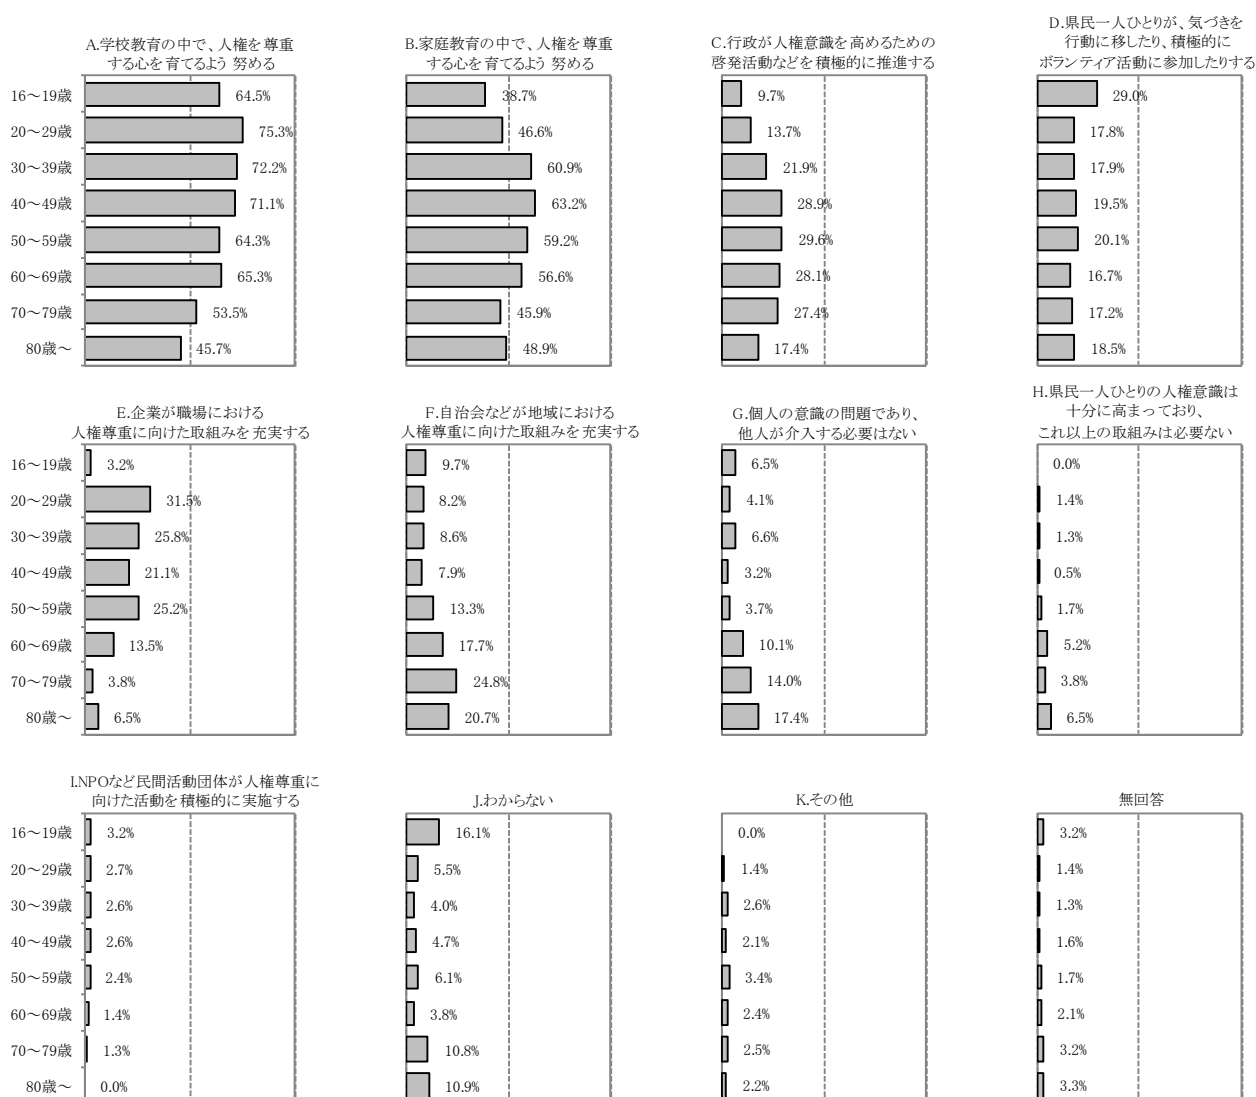 A.学校教育の中で、人権を尊重
する心を育てるよう努める
B.家庭教育の中で、人権を尊重
する心を育てるよう努める
C.行政が人権意識を高めるための
啓発活動などを積極的に推進する
D.県民一人ひとりが、気づきを
行動に移したり、積極的に
ボランティア活動に参加したりする
16～19歳 64.5% 38.7% 9.7% 29.0%
20～29歳 75.3% 46.6% 13.7% 17.8%
30～39歳 72.2% 60.9% 21.9% 17.9%
40～49歳 71.1% 63.2% 28.9% 19.5%
50～59歳 64.3% 59.2% 29.6% 20.1%
60～69歳 65.3% 56.6% 28.1% 16.7%
70～79歳 53.5% 45.9% 27.4% 17.2%
80歳～ 45.7% 48.9% 17.4% 18.5%
E.企業が職場における
人権尊重に向けた取組みを充実する
F.自治会などが地域における
人権尊重に向けた取組みを充実する
G.個人の意識の問題であり、
他人が介入する必要はない
H.県民一人ひとりの人権意識は
十分に高まっており、
これ以上の取組みは必要ない
16～19歳 3.2% 9.7% 6.5% 0.0%
20～29歳 31.5% 8.2% 4.1% 1.4%
30～39歳 25.8% 8.6% 6.6% 1.3%
40～49歳 21.1% 7.9% 3.2% 0.5%
50～59歳 25.2% 13.3% 3.7% 1.7%
60～69歳 13.5% 17.7% 10.1% 5.2%
70～79歳 3.8% 24.8% 14.0% 3.8%
80歳～ 6.5% 20.7% 17.4% 6.5%
I.NPOなど民間活動団体が人権尊重に
向けた活動を積極的に実施する
J.わからない
K.その他
無回答
16～19歳 3.2% 16.1% 0.0% 3.2%
20～29歳 2.7% 5.5% 1.4% 1.4%
30～39歳 2.6% 4.0% 2.6% 1.3%
40～49歳 2.6% 4.7% 2.1% 1.6%
50～59歳 2.4% 6.1% 3.4% 1.7%
60～69歳 1.4% 3.8% 2.4% 2.1%
70～79歳 1.3% 10.8% 2.5% 3.2%
80歳～ 0.0% 10.9% 2.2% 3.3%